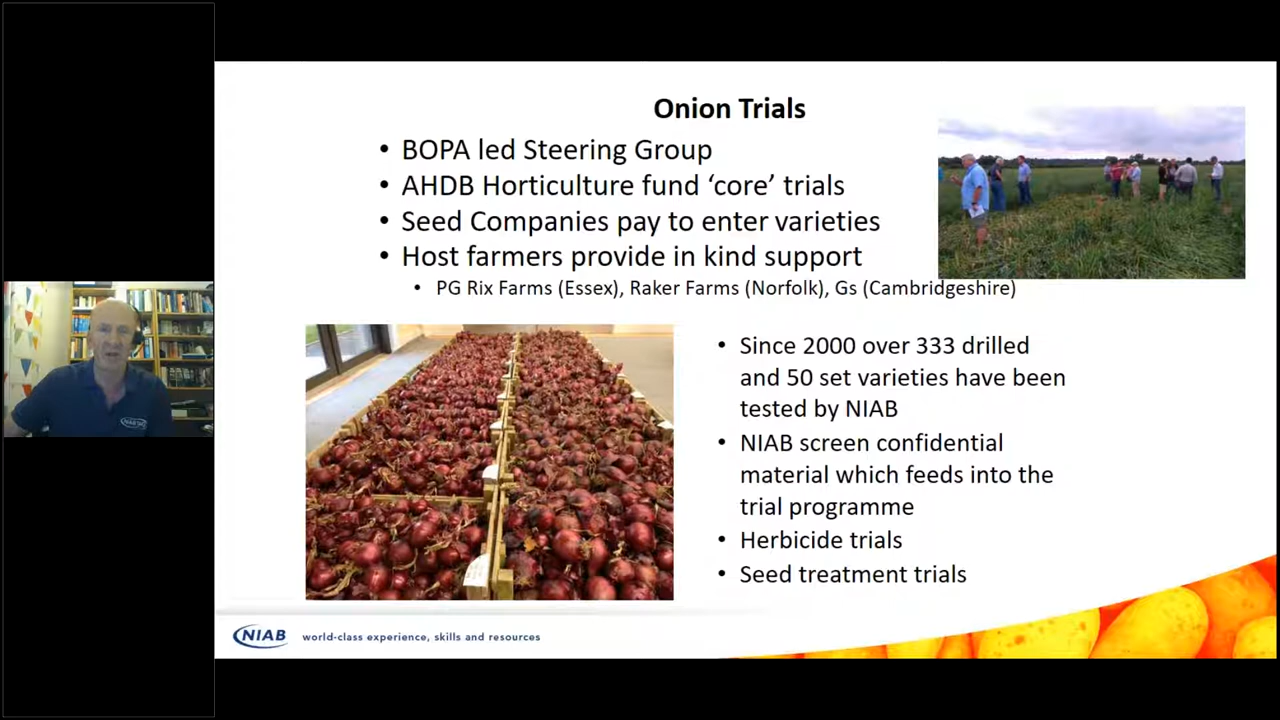 Onion Trials
• BOPA led Steering Group
• AHDB Horticulture fund ‘core’ trials
• Seed Companies pay to enter varieties
• Host farmers provide in kind support
• PG Rix Farms (Essex), Raker Farms (Norfolk), Gs (Cambridgeshire)
• Since 2000 over 333 drilled
and 50 set varieties have been
tested by NIAB
• NIAB screen confidential
material which feeds into the
trial programme
• Herbicide trials
• Seed treatment trials
NIAB
NIAB world-class experience, skills and resources